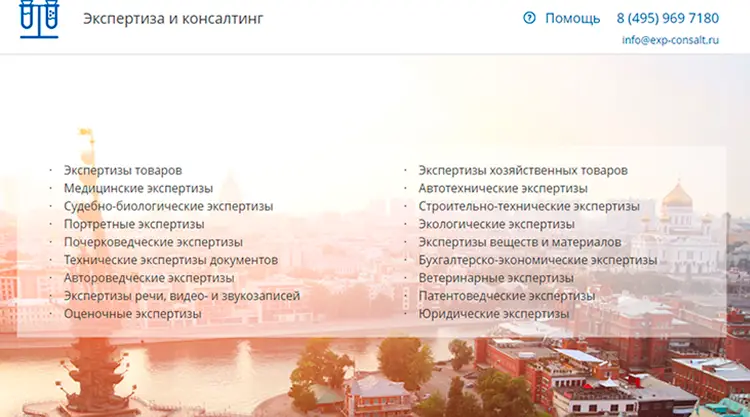 Экспертиза и консалтинг
Помощь 8 (495) 969 7180
info@exp-consalt.ru
· Экспертизы товаров
· Медицинские экспертизы
· Судебно-биологические экспертизы
· Портретные экспертизы
· Почерковедческие экспертизы
· Технические экспертизы документов
· Автороведческие экспертизы
· Экспертизы речи, видео- и звукозаписей
· Оценочные экспертизы
· Экспертизы хозяйственных товаров
· Автотехнические экспертизы
· Строительно-технические экспертизы
· Экологические экспертизы
· Экспертизы веществ и материалов
· Бухгалтерско-экономические экспертизы
· Ветеринарные экспертизы
· Патентоведческие экспертизы
· Юридические экспертизы